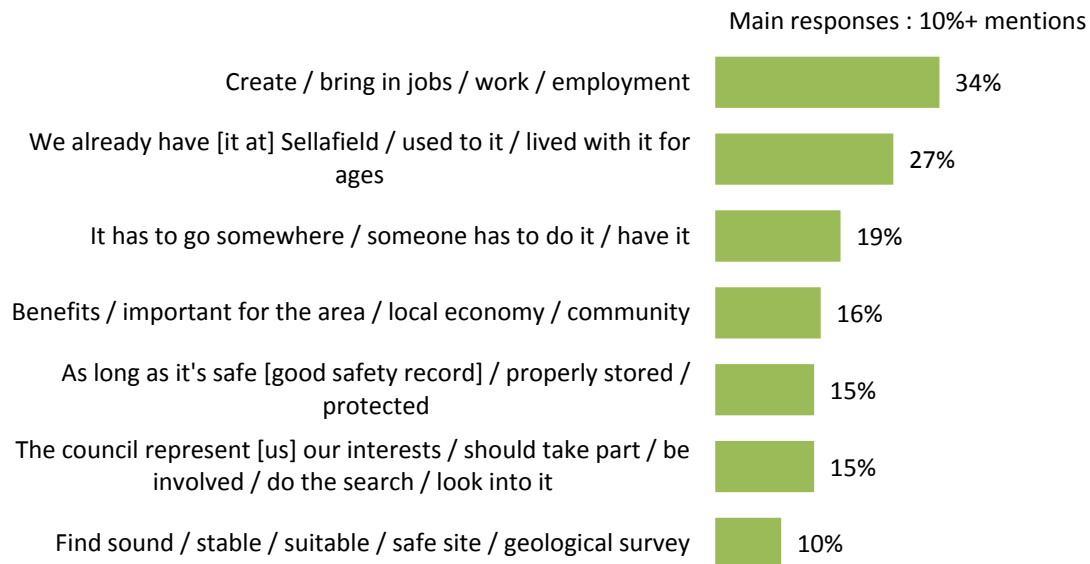 Main responses : 10%+ mentions
Create / bring in jobs / work / employment
34%
We already have [it at] Sellafield / used to it / lived with it for
ages
27%
It has to go somewhere / someone has to do it / have it
19%
Benefits / important for the area / local economy / community
16%
As long as it's safe [good safety record] / properly stored /
protected
15%
The council represent [us] our interests / should take part / be
involved / do the search / look into it
15%
Find sound / stable / suitable / safe site / geological survey
10%